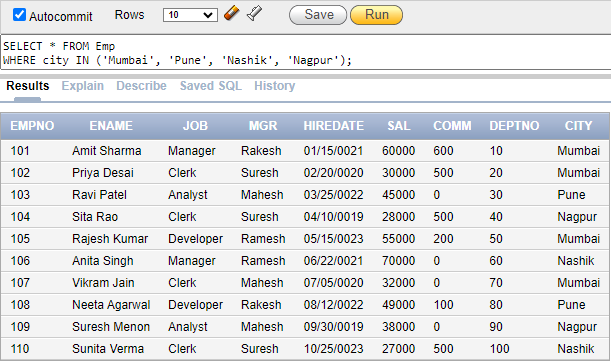 Autocommit Rows 10 Save Run
SELECT * FROM Emp
WHERE city IN ('Mumbai', 'Pune', 'Nashik', 'Nagpur');
Results Explain Describe Saved SQL History
EMPNO ENAME JOB MGR HIREDATE SAL COMM DEPTNO CITY
101 Amit Sharma Manager Rakesh 01/15/0021 60000 600 10 Mumbai
102 Priya Desai Clerk Suresh 02/20/0020 30000 500 20 Mumbai
103 Ravi Patel Analyst Mahesh 03/25/0022 45000 0 30 Pune
104 Sita Rao Clerk Suresh 04/10/0019 28000 500 40 Nagpur
105 Rajesh Kumar Developer Ramesh 05/15/0023 55000 200 50 Mumbai
106 Anita Singh Manager Ramesh 06/22/0021 70000 0 60 Nashik
107 Vikram Jain Clerk Mahesh 07/05/0020 32000 0 70 Mumbai
108 Neeta Agarwal Developer Rakesh 08/12/0022 49000 100 80 Pune
109 Suresh Menon Analyst Mahesh 09/30/0019 38000 0 90 Nagpur
110 Sunita Verma Clerk Suresh 10/25/0023 27000 500 100 Nashik